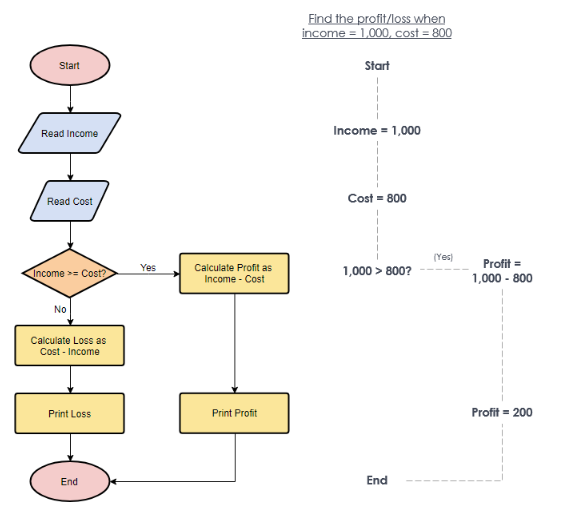 Find the profit/loss when
income = 1,000, cost = 800
Start
Read Income
Read Cost
Income >= Cost?
Yes
Calculate Profit as
Income - Cost
No
Calculate Loss as
Cost - Income
Print Loss
Print Profit
End
Start
Income = 1,000
Cost = 800
1,000 > 800?
(Yes)
Profit =
1,000 - 800
Profit = 200
End